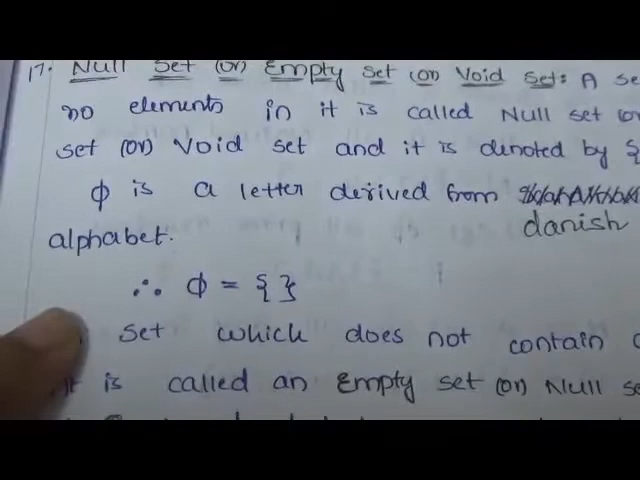 17. Null Set (or) Empty set (or) Void set: A se
no elements in it is called Null set (or
set (or) Void set and it is denoted by {
ϕ is a letter derived from
danish
alphabet.
∴ ϕ = { }
set which does not contain
it is called an Empty set (or) Null se